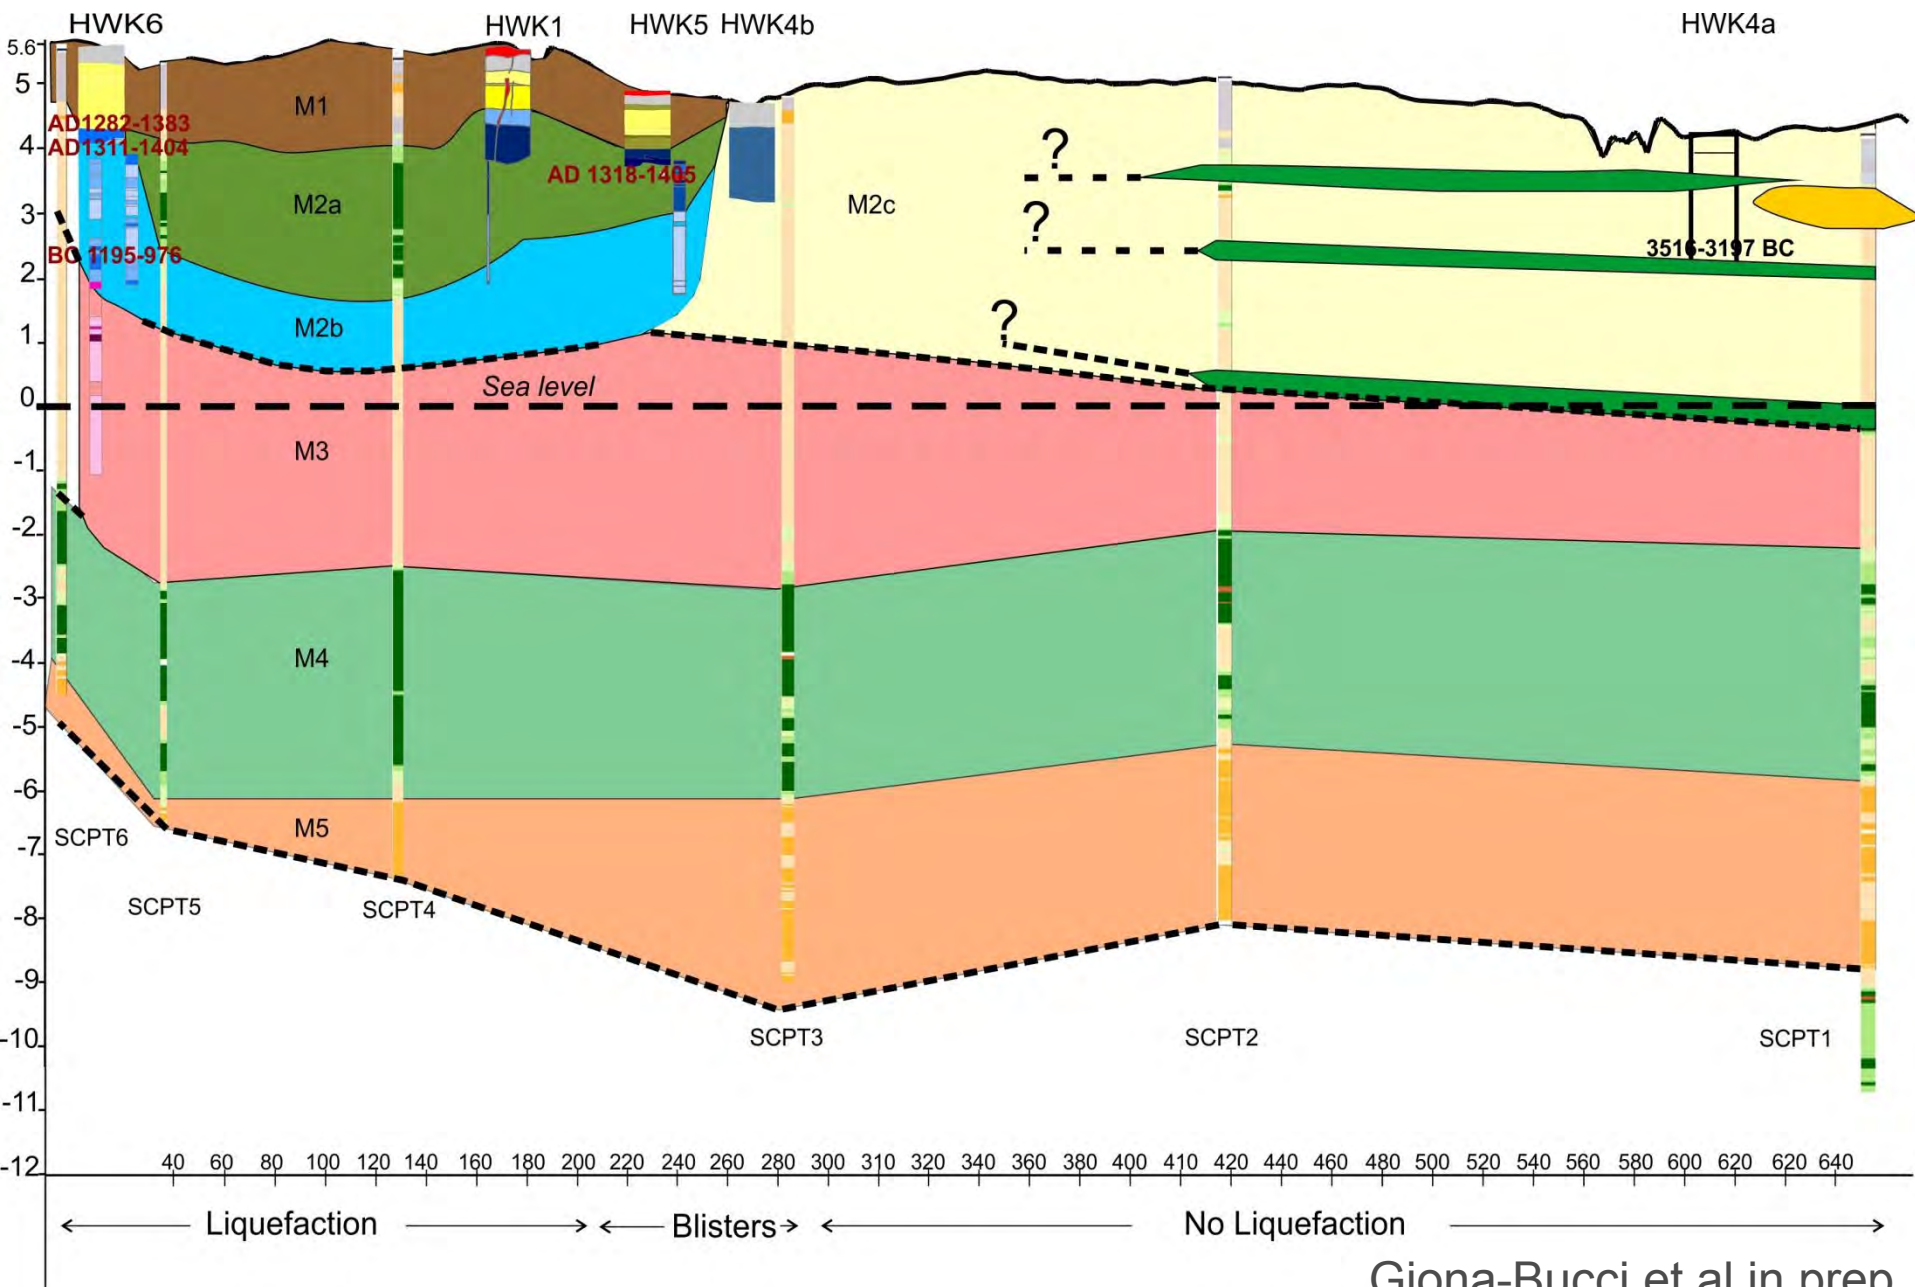 HWK6 HWK1 HWK5 HWK4b HWK4a
5.6
5
M1
AD1282-1383
4
AD1311-1404
?
AD 1318-1405
3
M2a
M2c
?
BC 1195-976
3516-3197 BC
2
1
M2b
?
Sea level
0
M3
-1
-2
-3
-4
M4
-5
-6
M5
SCPT6
-7
SCPT5
SCPT4
-8
-9
SCPT3
SCPT2
SCPT1
-10
-11
-12
40 60 80 100 120 140 160 180 200 220 240 260 280 300 310 320 340 360 380 400 410 420 440 460 480 500 520 540 560 580 600 620 620 640
Liquefaction Blisters No Liquefaction
Giona-Bucci et al in prep